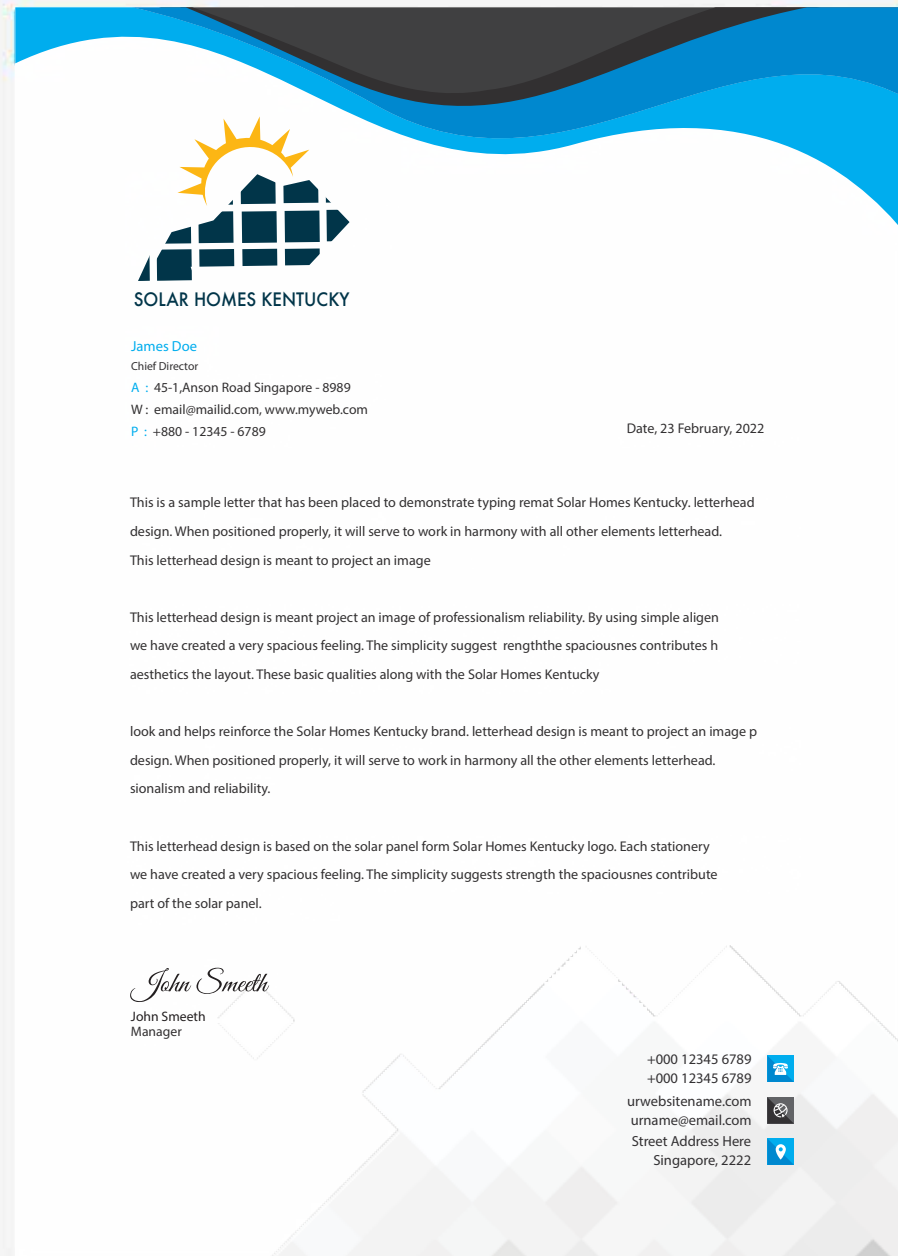 SOLAR HOMES KENTUCKY
James Doe
Chief Director
A : 45-1,Anson Road Singapore - 8989
W : email@mailid.com, www.myweb.com
P : +880 - 12345 - 6789
Date, 23 February, 2022
This is a sample letter that has been placed to demonstrate typing remat Solar Homes Kentucky. letterhead
design. When positioned properly, it will serve to work in harmony with all other elements letterhead.
This letterhead design is meant to project an image
This letterhead design is meant project an image of professionalism reliability. By using simple aligen
we have created a very spacious feeling. The simplicity suggest rengththe spaciousnes contributes h
aesthetics the layout. These basic qualities along with the Solar Homes Kentucky
look and helps reinforce the Solar Homes Kentucky brand. letterhead design is meant to project an image p
design. When positioned properly, it will serve to work in harmony all the other elements letterhead.
sionalism and reliability.
This letterhead design is based on the solar panel form Solar Homes Kentucky logo. Each stationery
we have created a very spacious feeling. The simplicity suggests strength the spaciousnes contribute
part of the solar panel.
John Smeeth
John Smeeth
Manager
+000 12345 6789
+000 12345 6789
urwebsitename.com
urname@email.com
Street Address Here
Singapore, 2222